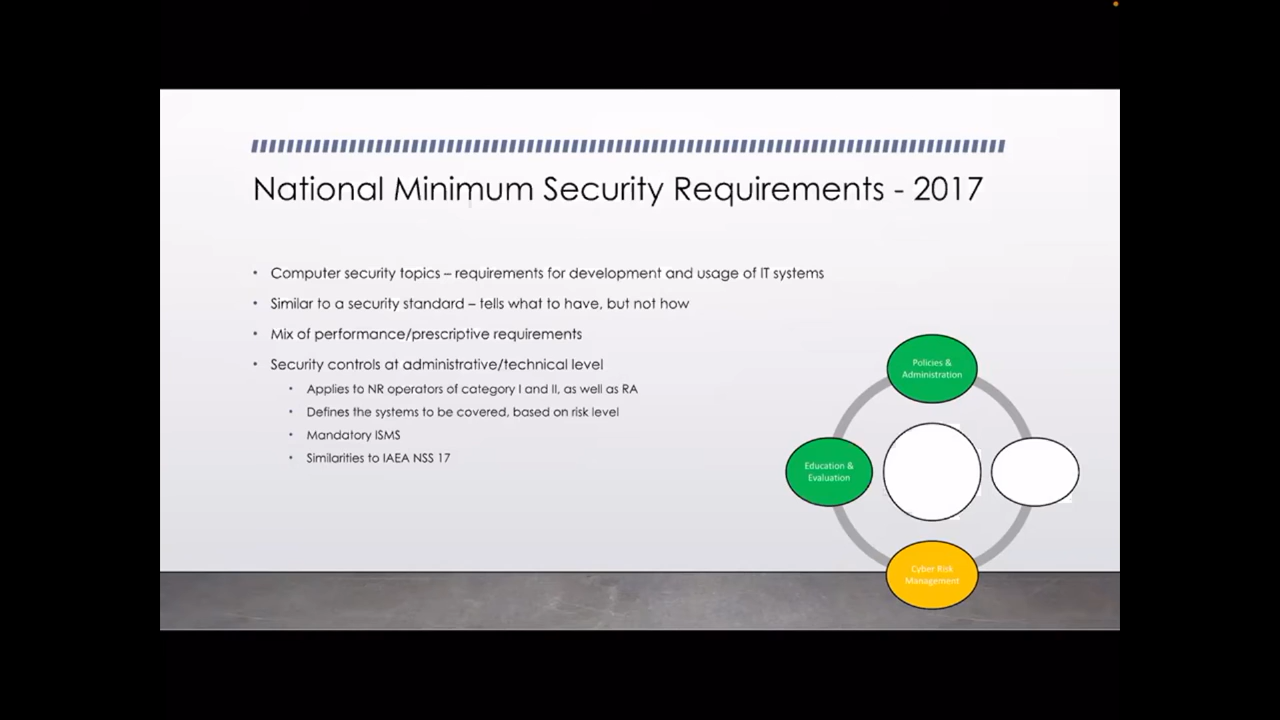 National Minimum Security Requirements - 2017
• Computer security topics – requirements for development and usage of IT systems
• Similar to a security standard – tells what to have, but not how
• Mix of performance/prescriptive requirements
• Security controls at administrative/technical level
• Applies to NR operators of category I and II, as well as RA
• Defines the systems to be covered, based on risk level
• Mandatory ISMS
• Similarities to IAEA NSS 17
Policies &
Administration
Education &
Evaluation
Cyber Risk
Management